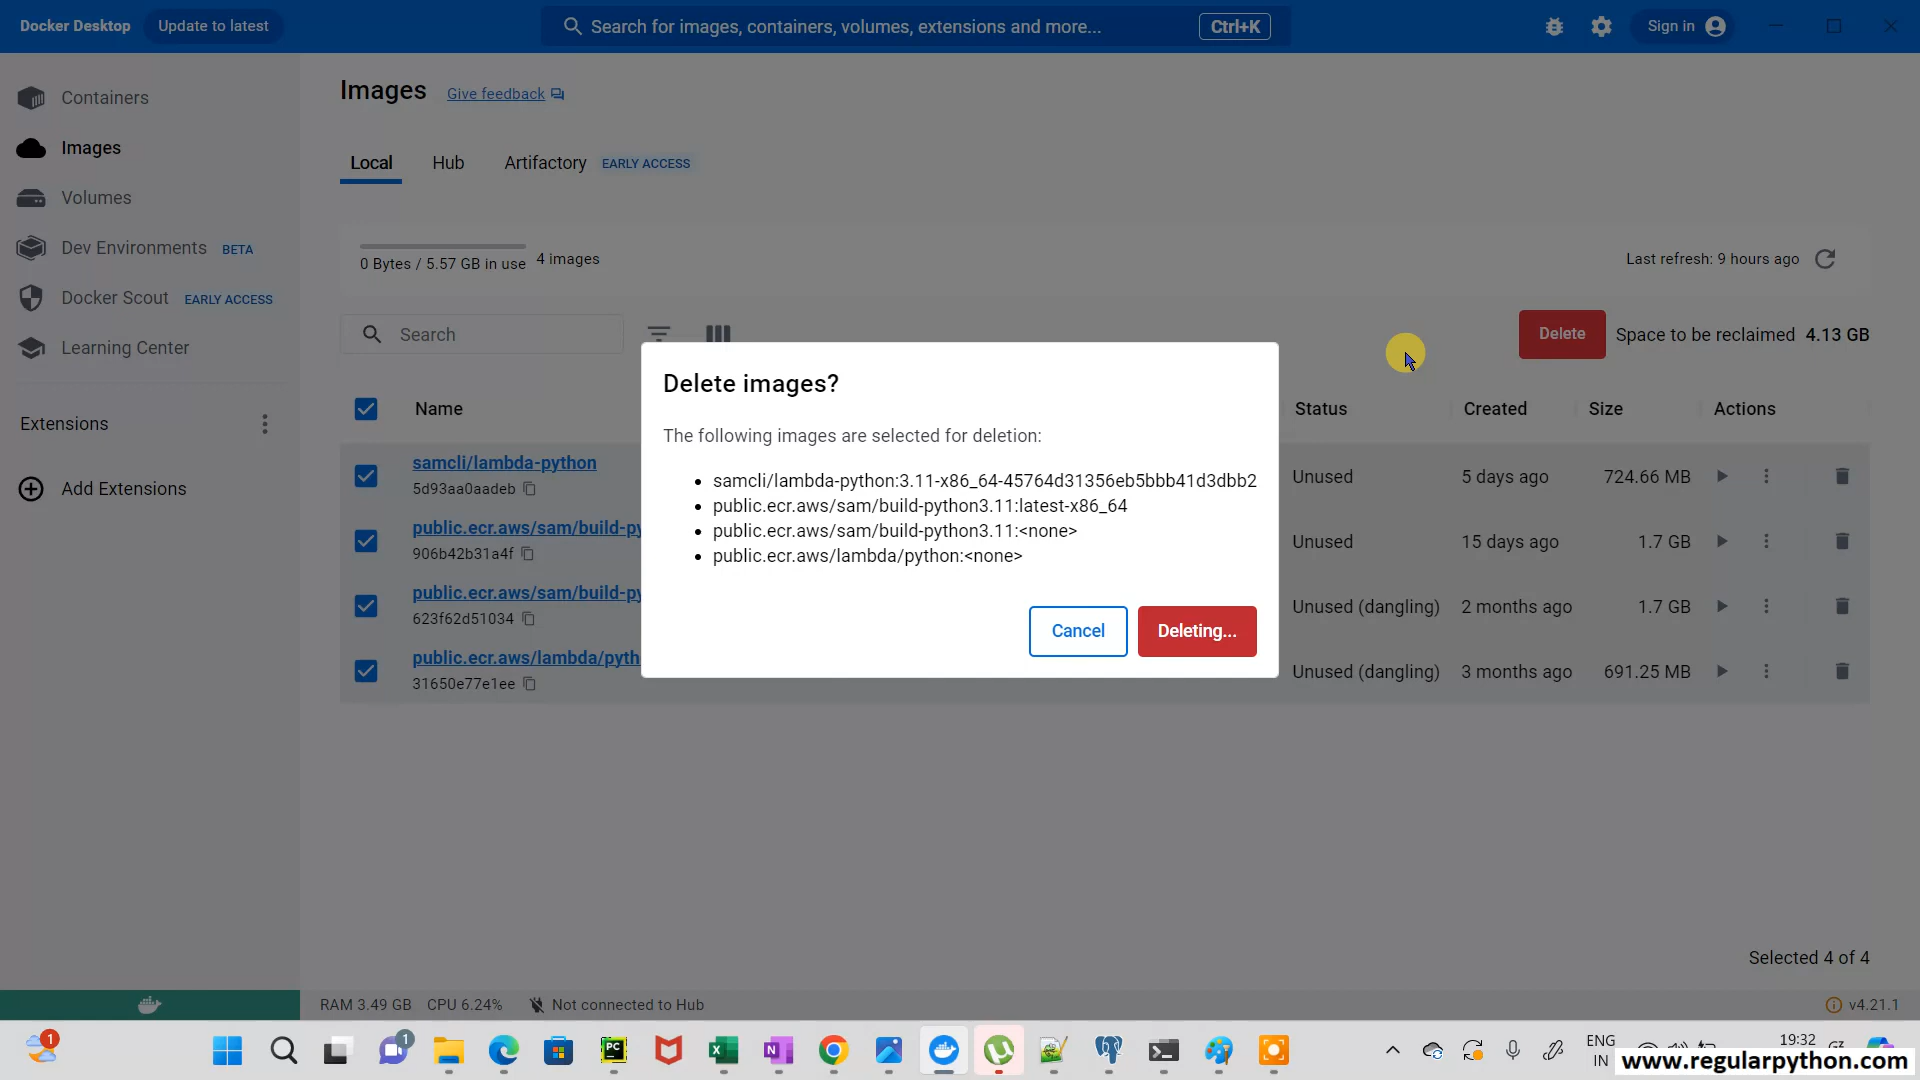 Docker Desktop
Update to latest
Search for images, containers, volumes, extensions and more...
Ctrl+K
Sign in
Containers
Images
Volumes
Dev Environments BETA
Docker Scout EARLY ACCESS
Learning Center
Extensions
Add Extensions
Images Give feedback
Local Hub Artifactory EARLY ACCESS
0 Bytes / 5.57 GB in use 4 images
Last refresh: 9 hours ago
Search
Delete Space to be reclaimed 4.13 GB
Name Status Created Size Actions
samcli/lambda-python
5d93aa0aadeb
Unused 5 days ago 724.66 MB
public.ecr.aws/sam/build-py
906b42b31a4f
Unused 15 days ago 1.7 GB
public.ecr.aws/sam/build-py
623f62d51034
Unused (dangling) 2 months ago 1.7 GB
public.ecr.aws/lambda/pyth
31650e77e1ee
Unused (dangling) 3 months ago 691.25 MB
Delete images?
The following images are selected for deletion:
samcli/lambda-python:3.11-x86_64-45764d31356eb5bbb41d3dbb2
public.ecr.aws/sam/build-python3.11:latest-x86_64
public.ecr.aws/sam/build-python3.11:<none>
public.ecr.aws/lambda/python:<none>
Cancel Deleting...
Selected 4 of 4
RAM 3.49 GB CPU 6.24% Not connected to Hub
v4.21.1
1
1
PC
ENG
IN
19:32
www.regularpython.com